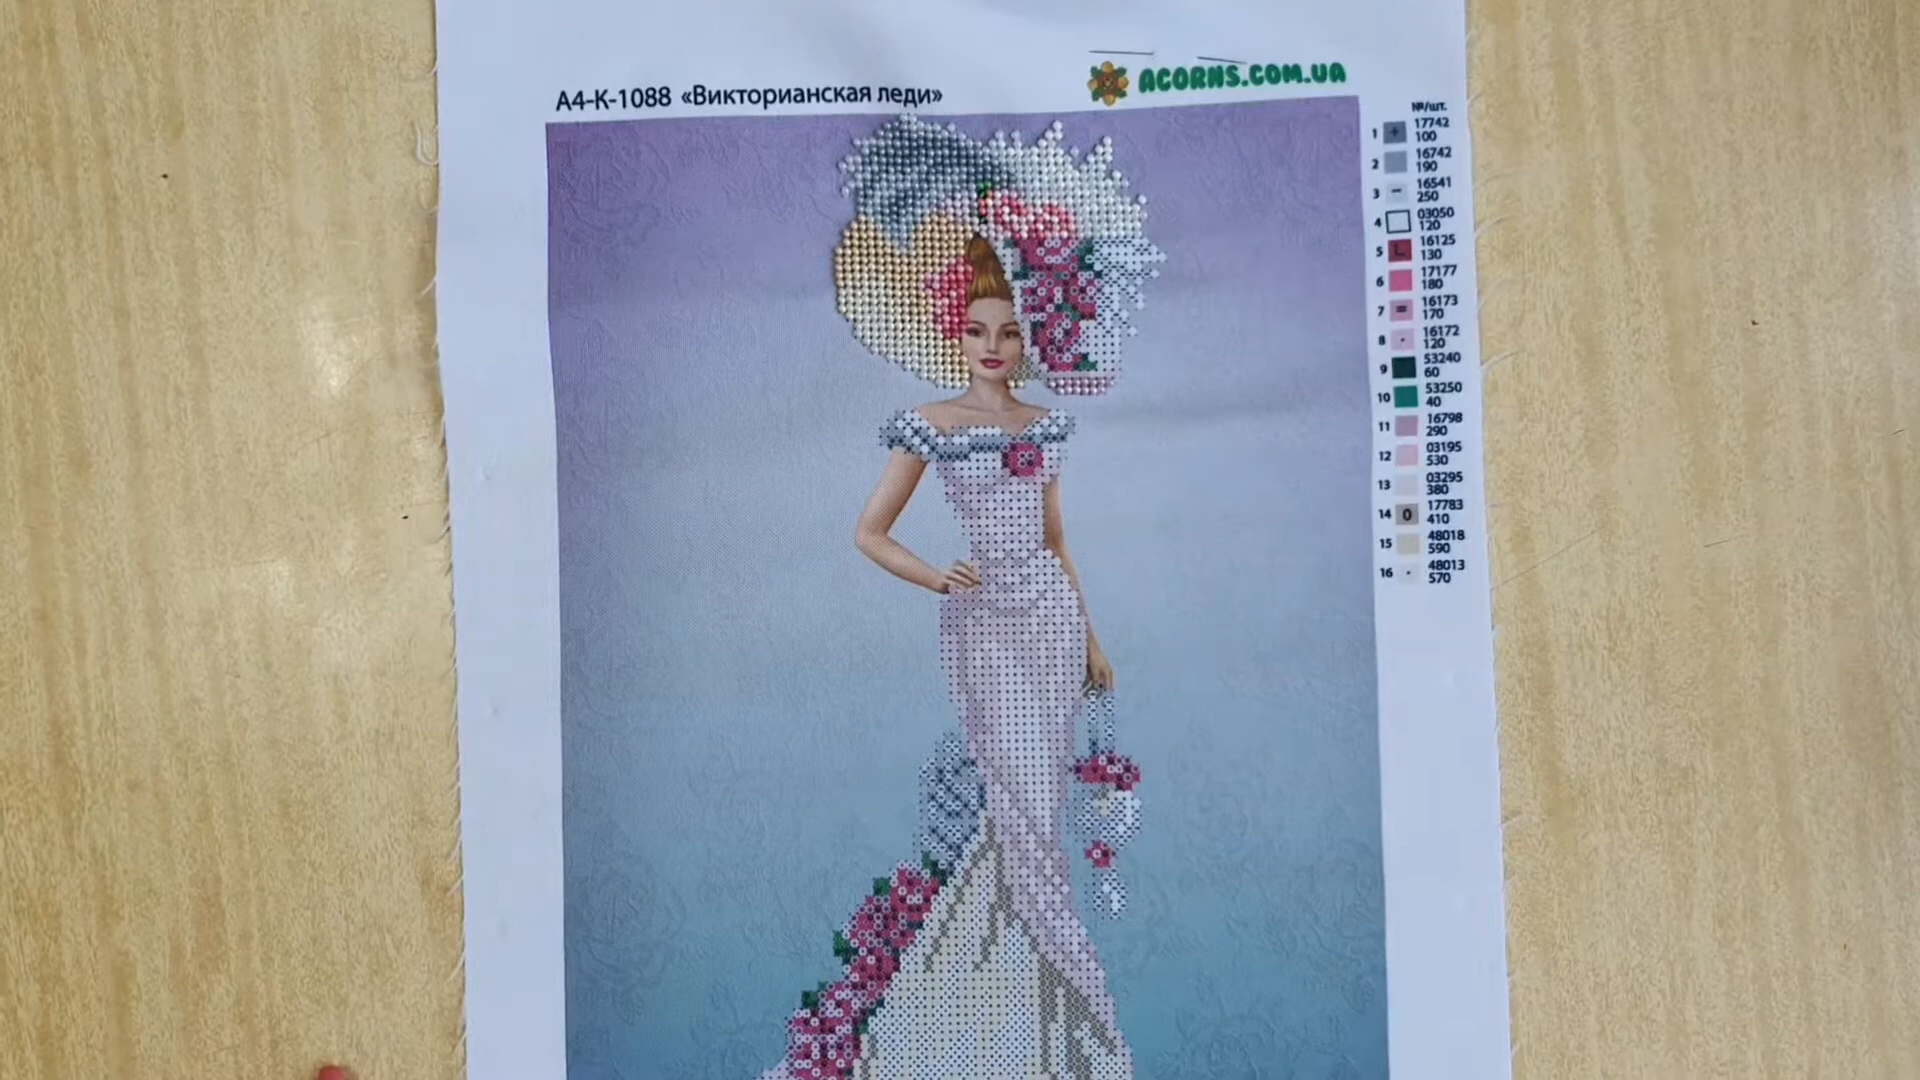 А4-К-1088 «Викторианская леди»
ACORNS.COM.UA
№/шт.
1 + 17742
100
2 16742
190
3 – 16541
250
4 03050
120
5 L 16125
130
6 17177
180
7 = 16173
170
8 • 16172
120
9 53240
60
10 53250
40
11 16798
290
12 03195
530
13 03295
380
14 0 17783
410
15 48018
590
16 • 48013
570